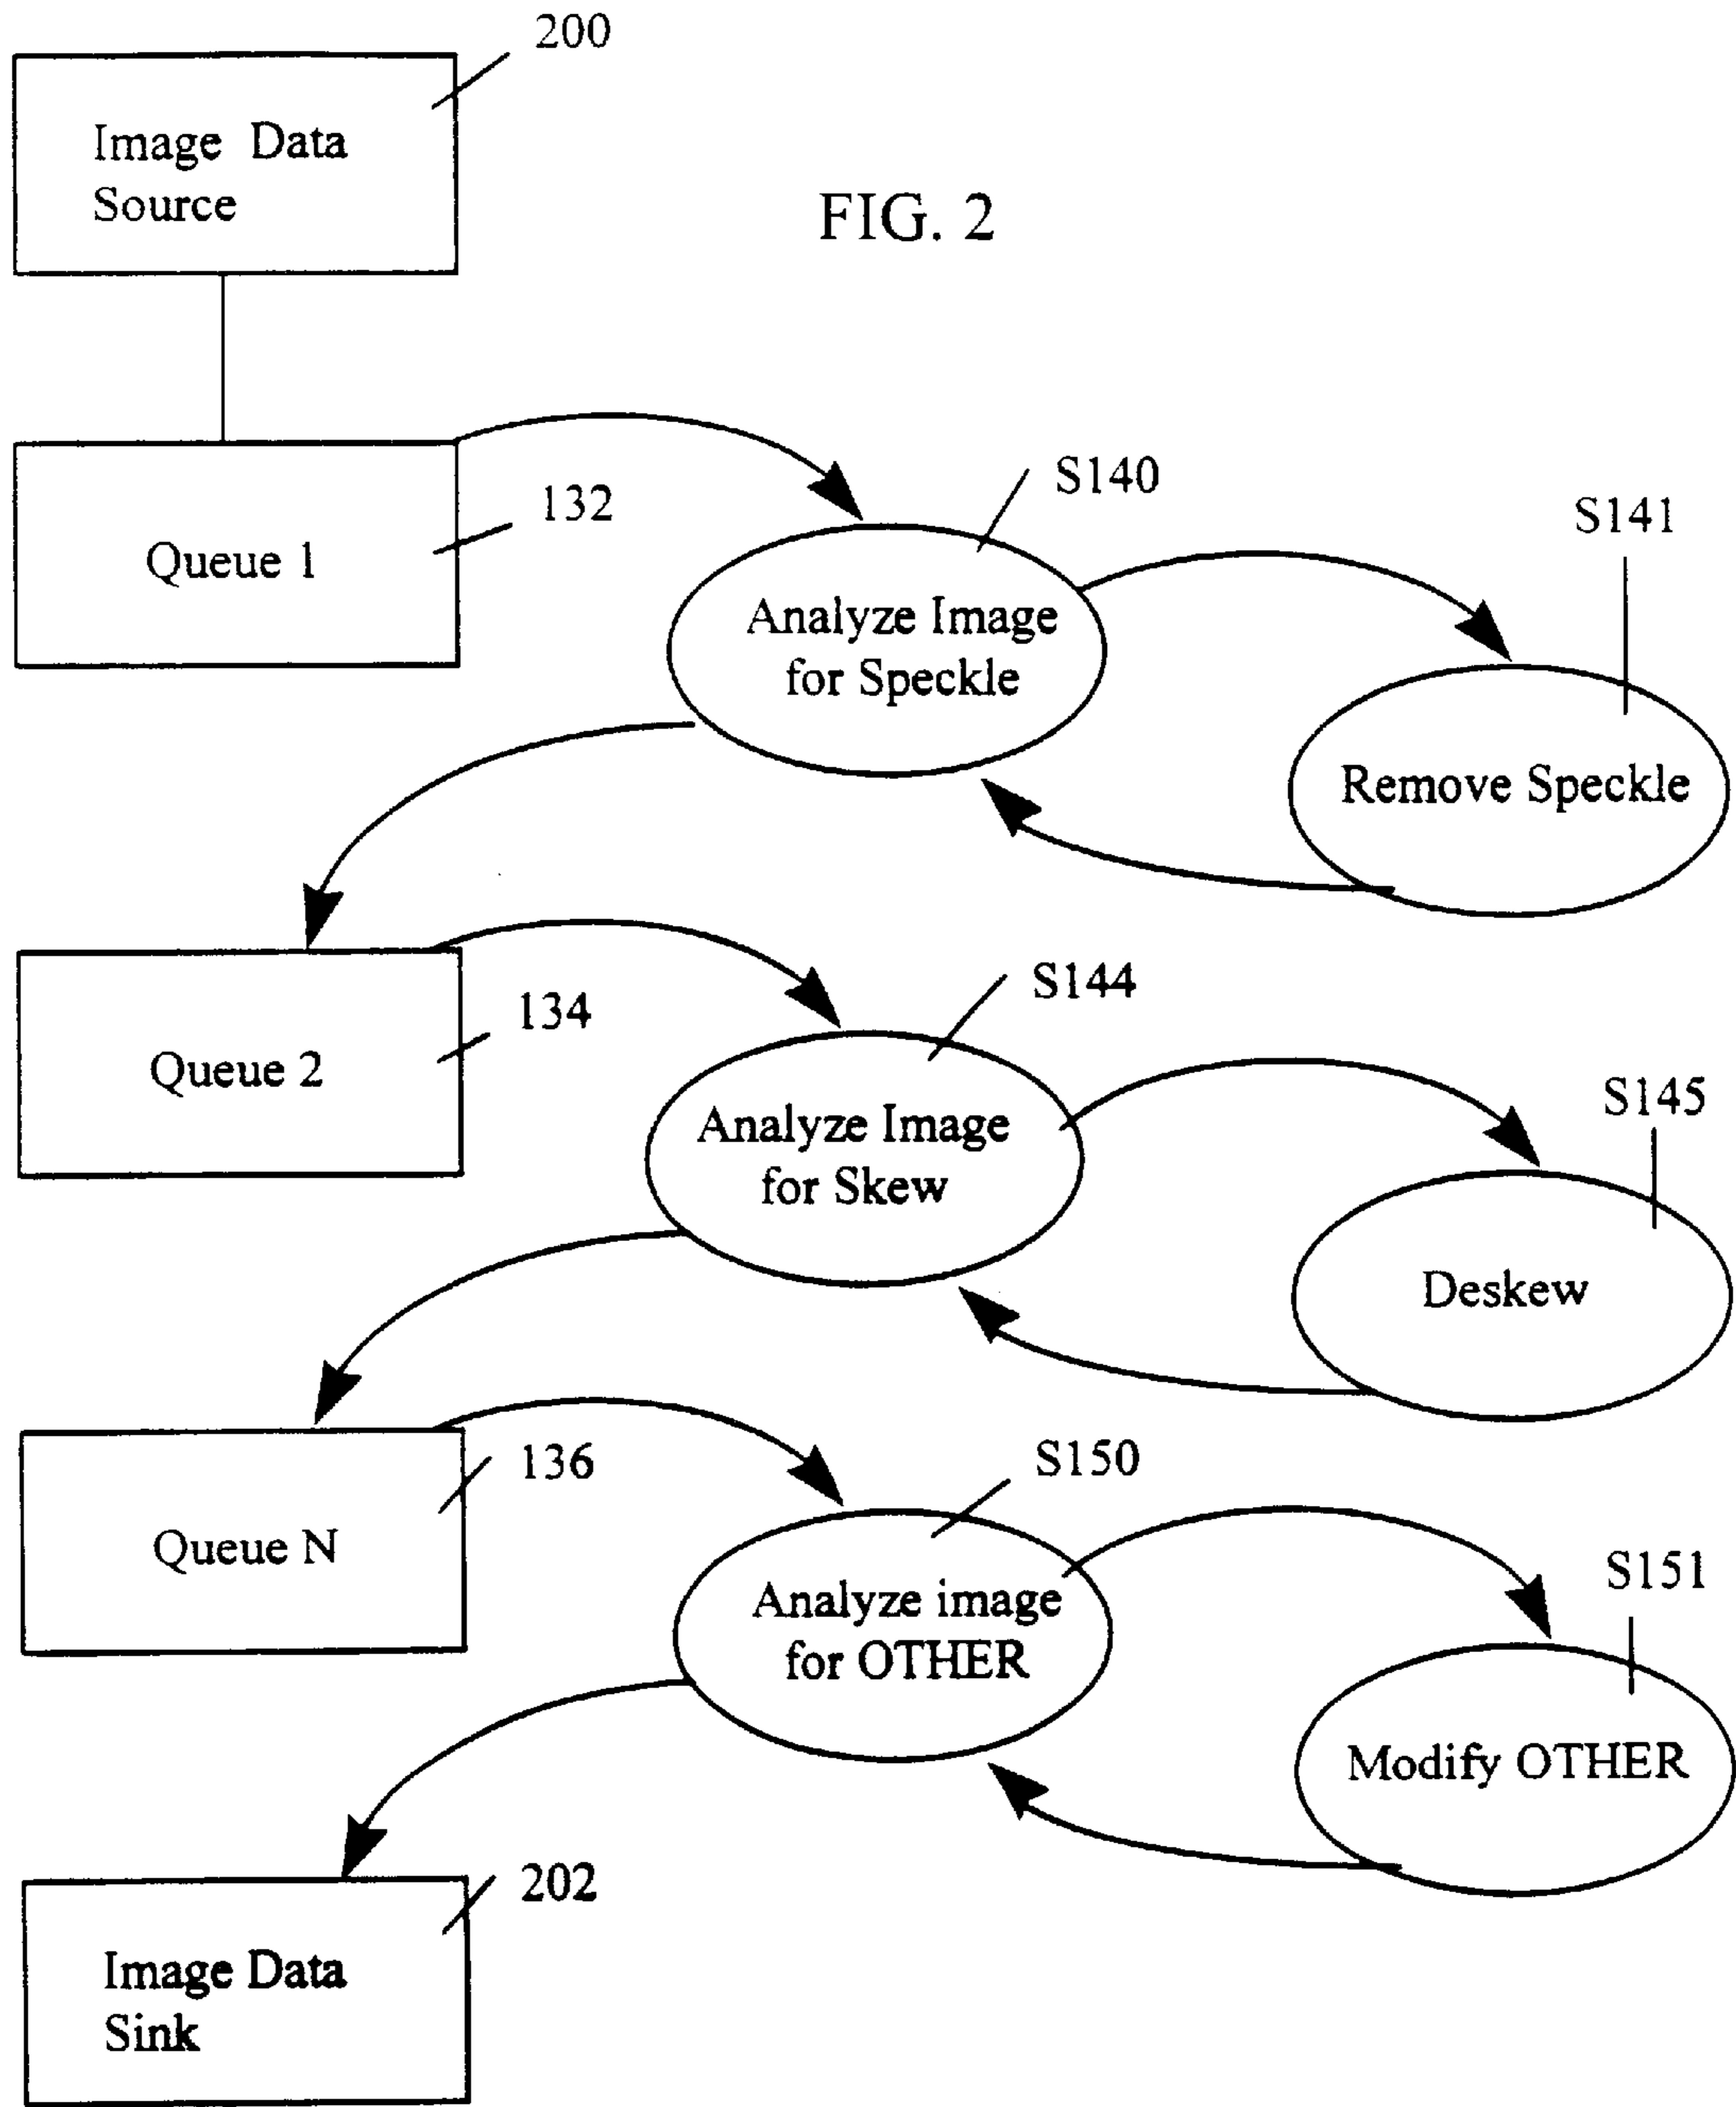 200
Image Data
Source
FIG. 2
132
Queue 1
S140
Analyze Image
for Speckle
S141
Remove Speckle
134
Queue 2
S144
Analyze Image
for Skew
S145
Deskew
136
Queue N
S150
Analyze image
for OTHER
S151
Modify OTHER
202
Image Data
Sink